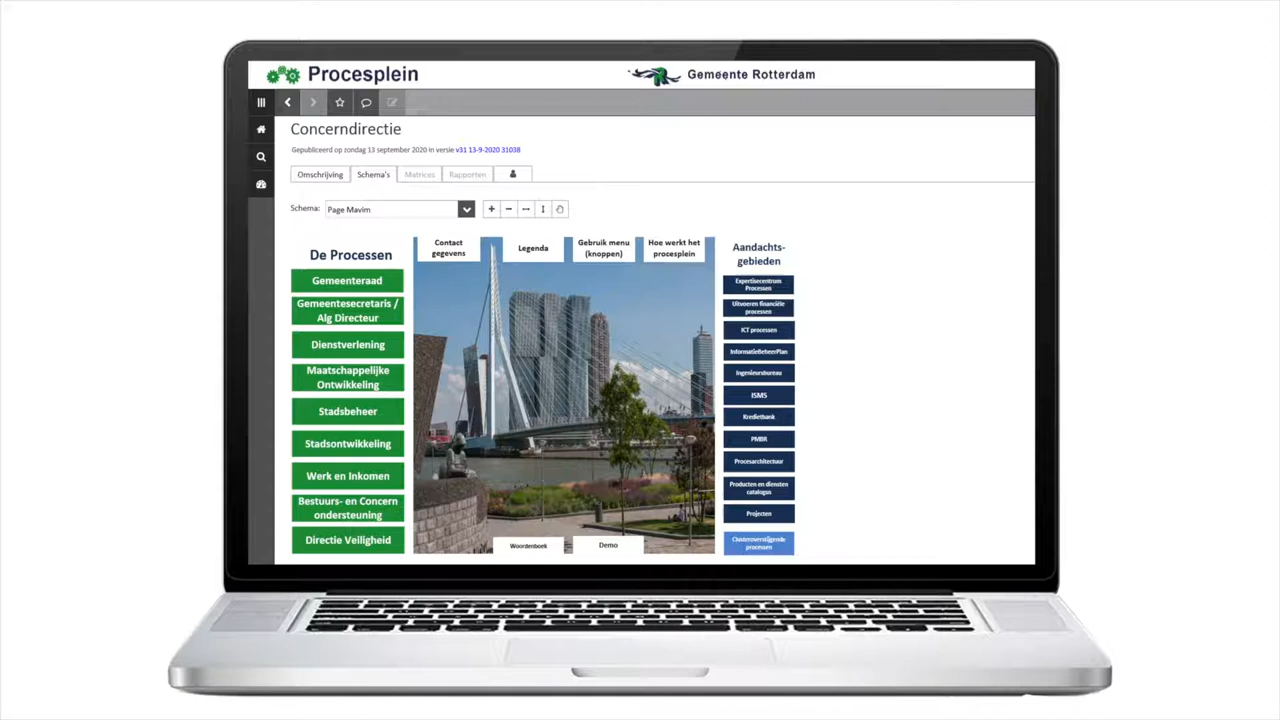 Procesplein
Gemeente Rotterdam
Concerndirectie
Gepubliceerd op zondag 13 september 2020 in versie v31 13-9-2020 31038
Omschrijving Schema's Matrices Rapporten
Schema: Page Mavim
De Processen
Gemeenteraad
Gemeentesecretaris /
Alg Directeur
Dienstverlening
Maatschappelijke
Ontwikkeling
Stadsbeheer
Stadsontwikkeling
Werk en Inkomen
Bestuurs- en Concern
ondersteuning
Directie Veiligheid
Contact
gegevens
Legenda
Gebruik menu
(knoppen)
Hoe werkt het
procesplein
Woordenboek
Demo
Aandachts-
gebieden
Expertisecentrum
Processen
Uitvoeren financiële
processen
ICT processen
InformatieBeheerPlan
Ingenieursbureau
ISMS
Kredietbank
PMBR
Procesarchitectuur
Producten en diensten
catalogus
Projecten
Clusteroverstijgende
processen